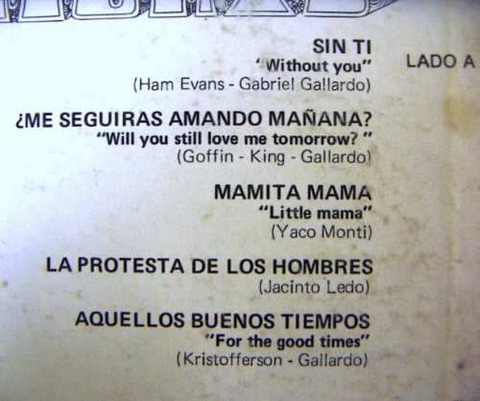 SIN TI
"Without you"
(Ham Evans - Gabriel Gallardo)
LADO A
¿ME SEGUIRAS AMANDO MAÑANA?
"Will you still love me tomorrow? "
(Goffin - King - Gallardo)
MAMITA MAMA
"Little mama"
(Yaco Monti)
LA PROTESTA DE LOS HOMBRES
(Jacinto Ledo)
AQUELLOS BUENOS TIEMPOS
"For the good times"
(Kristofferson - Gallardo)